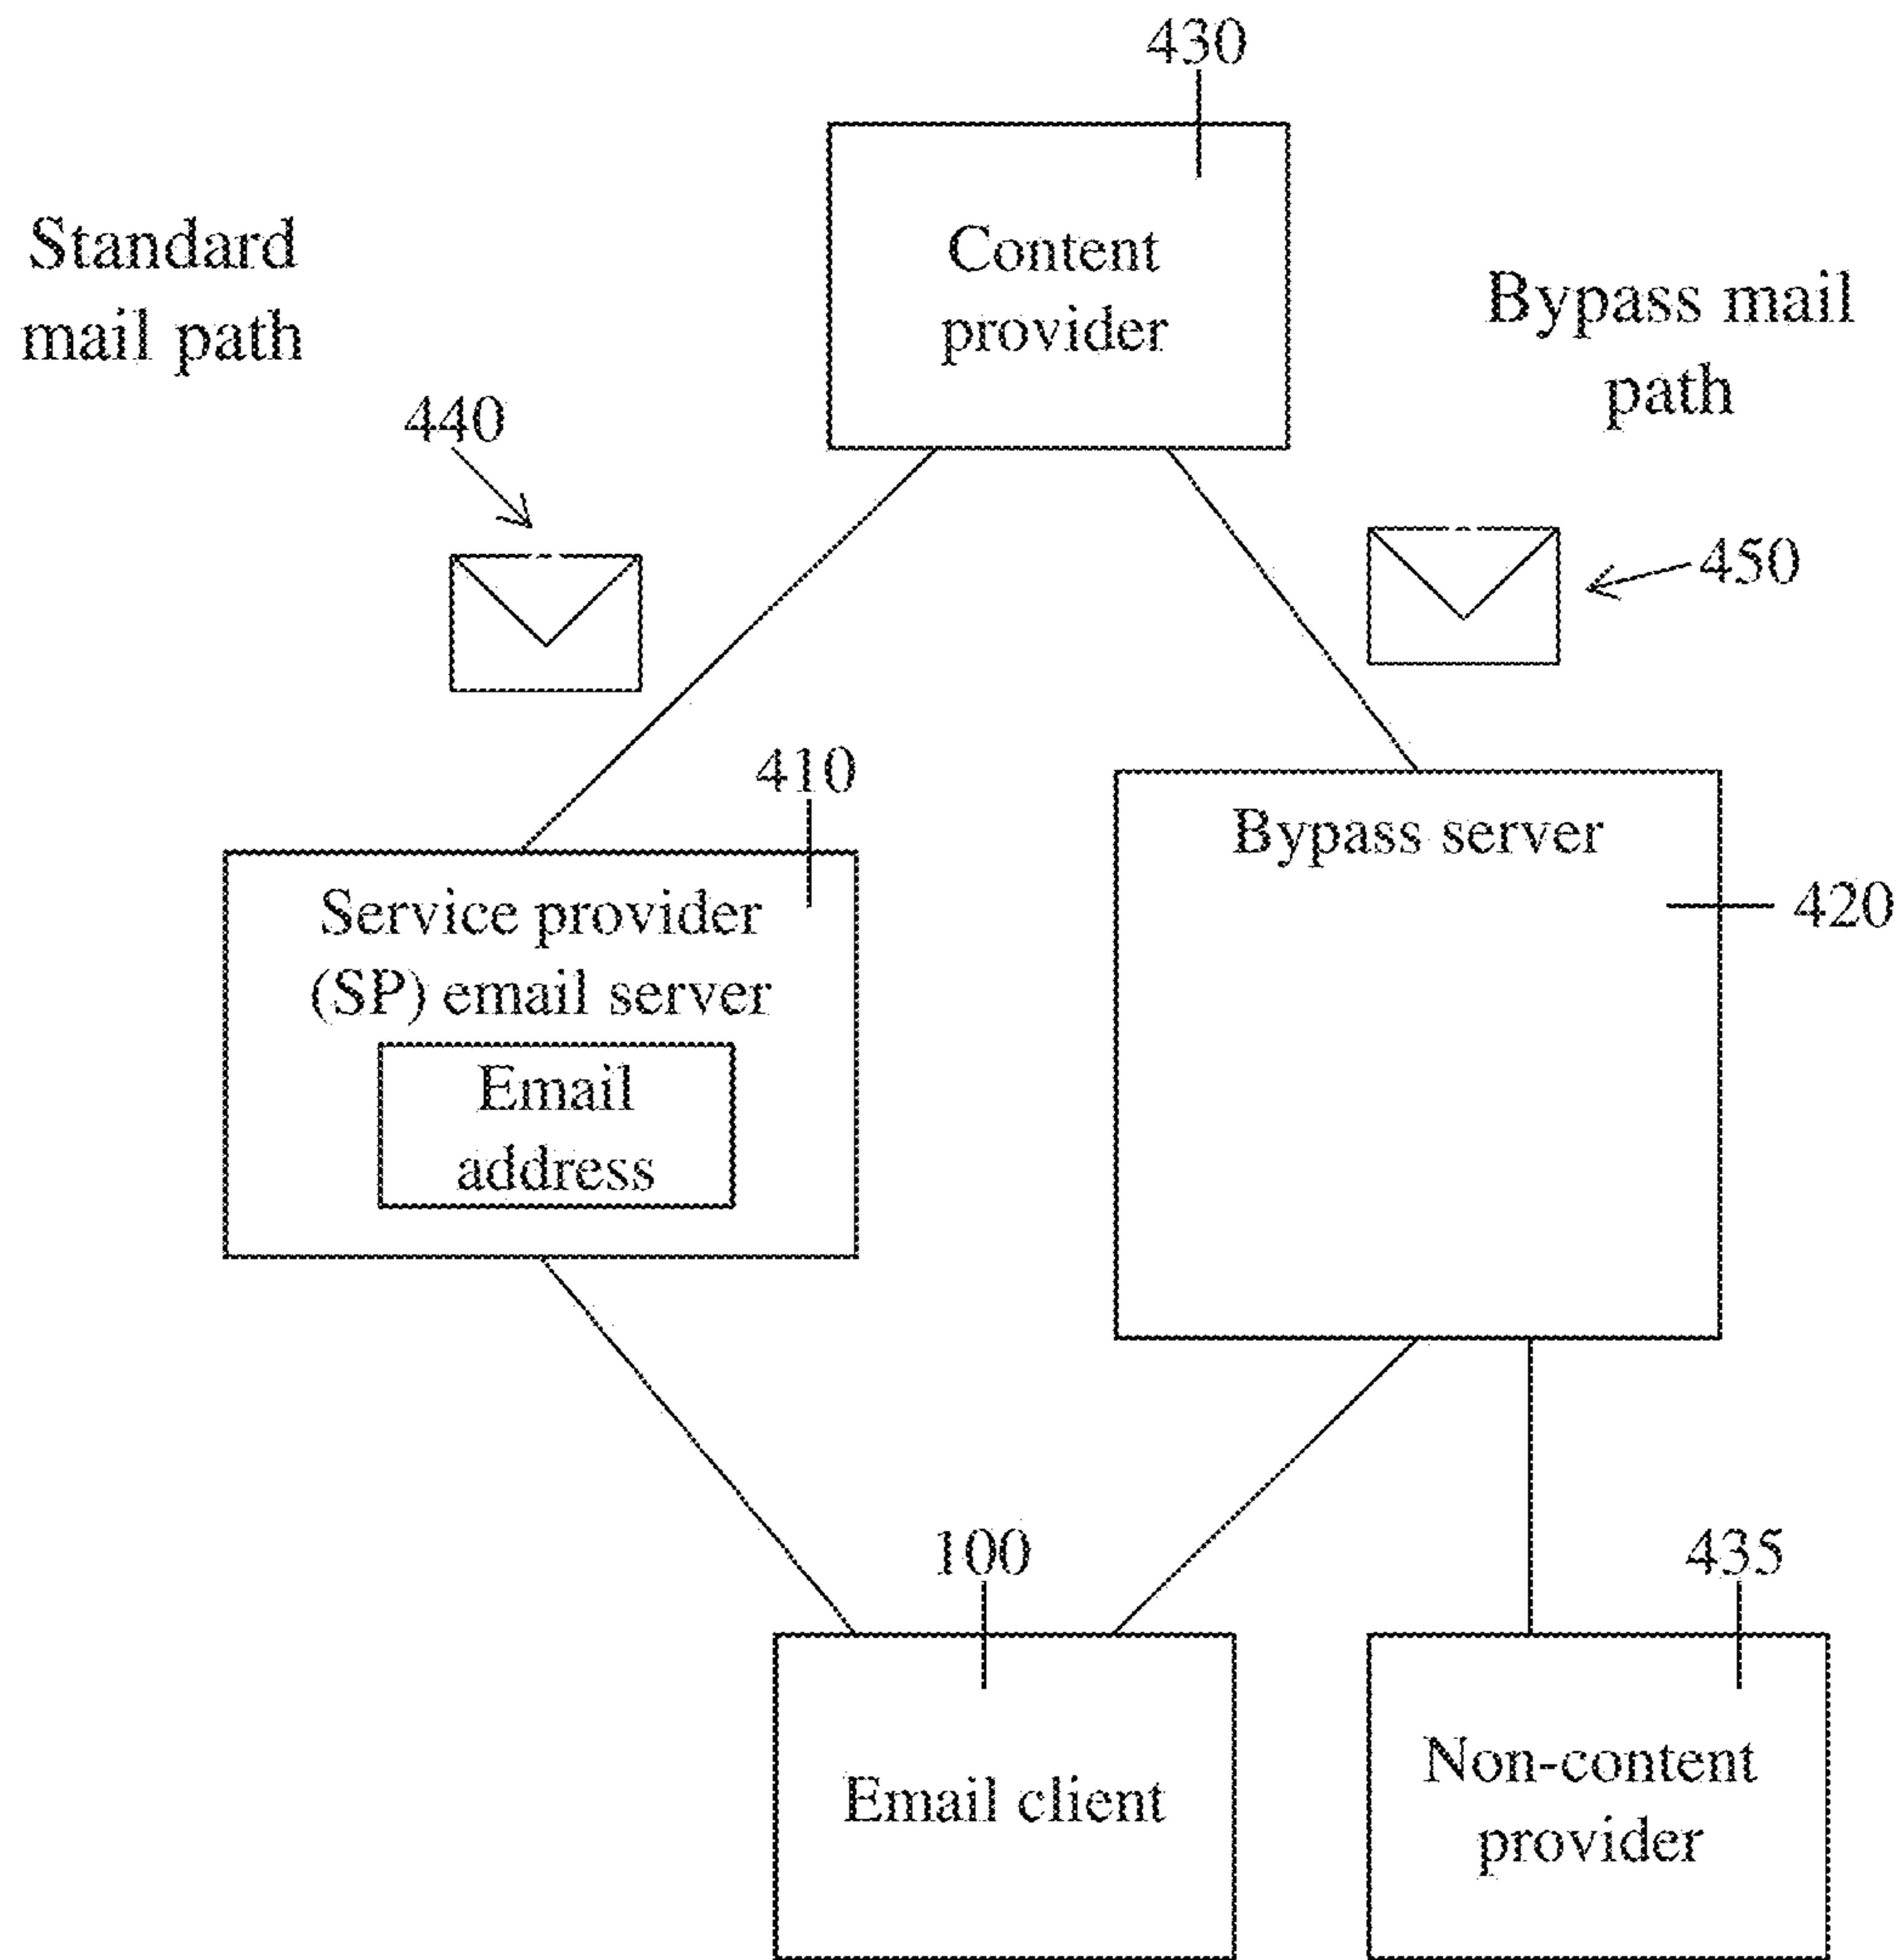 430
Content
provider
Standard
mail path
Bypass mail
path
440
450
410
Service provider
(SP) email server
Email
address
Bypass server
420
100
Email client
435
Non-content
provider